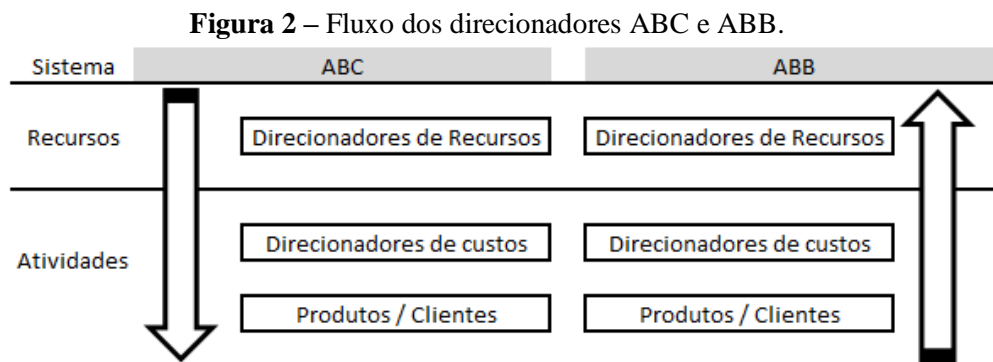 Figura 2 – Fluxo dos direcionadores ABC e ABB.
Sistema ABC ABB
Recursos Direcionadores de Recursos Direcionadores de Recursos
Direcionadores de custos Direcionadores de custos
Atividades
Produtos / Clientes Produtos / Clientes